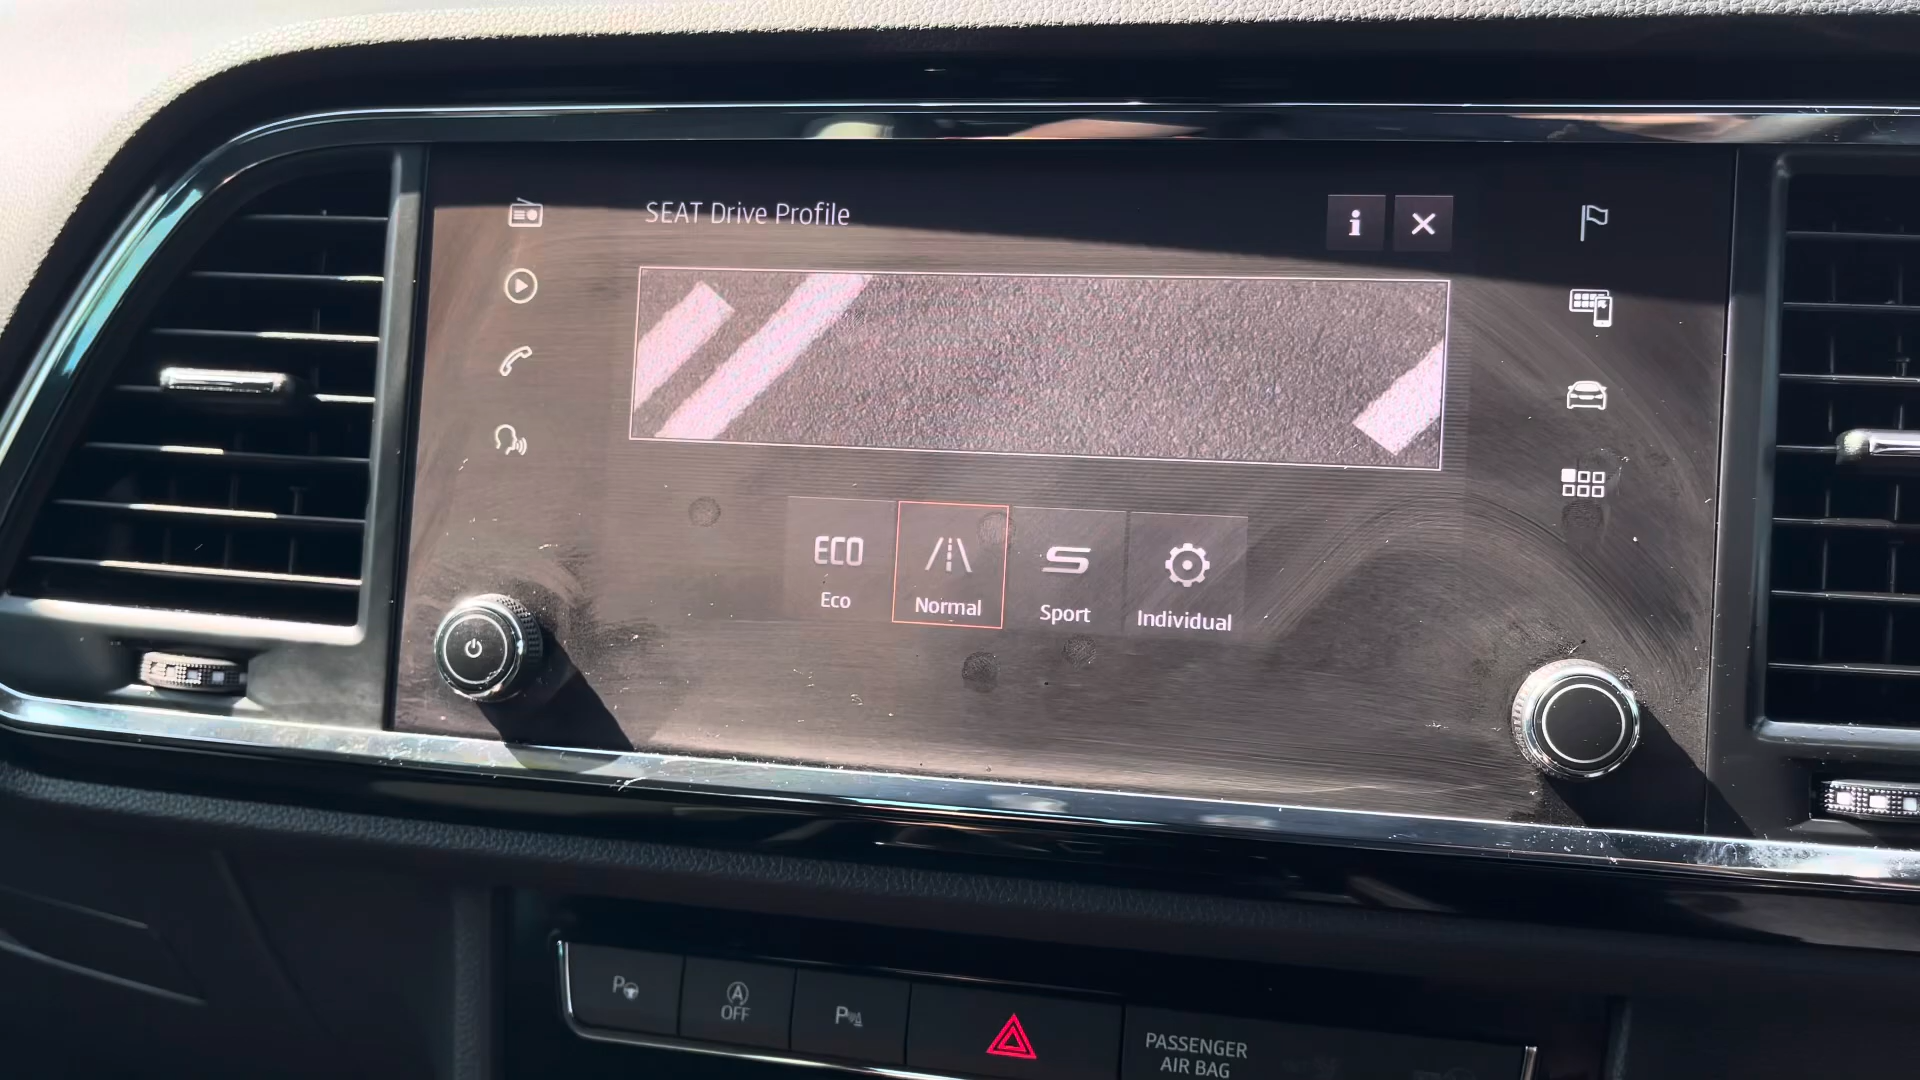 SEAT Drive Profile
i
ECO
S
Eco
Normal
Sport
Individual
P
A
OFF
P
PASSENGER
AIR BAG